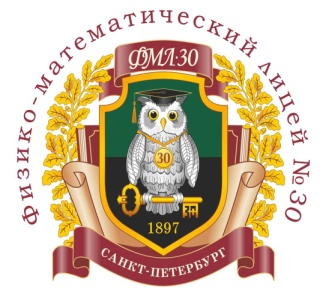 физико-математический лицей №30
ФМЛ·30
30
1897
САНКТ-ПЕТЕРБУРГ